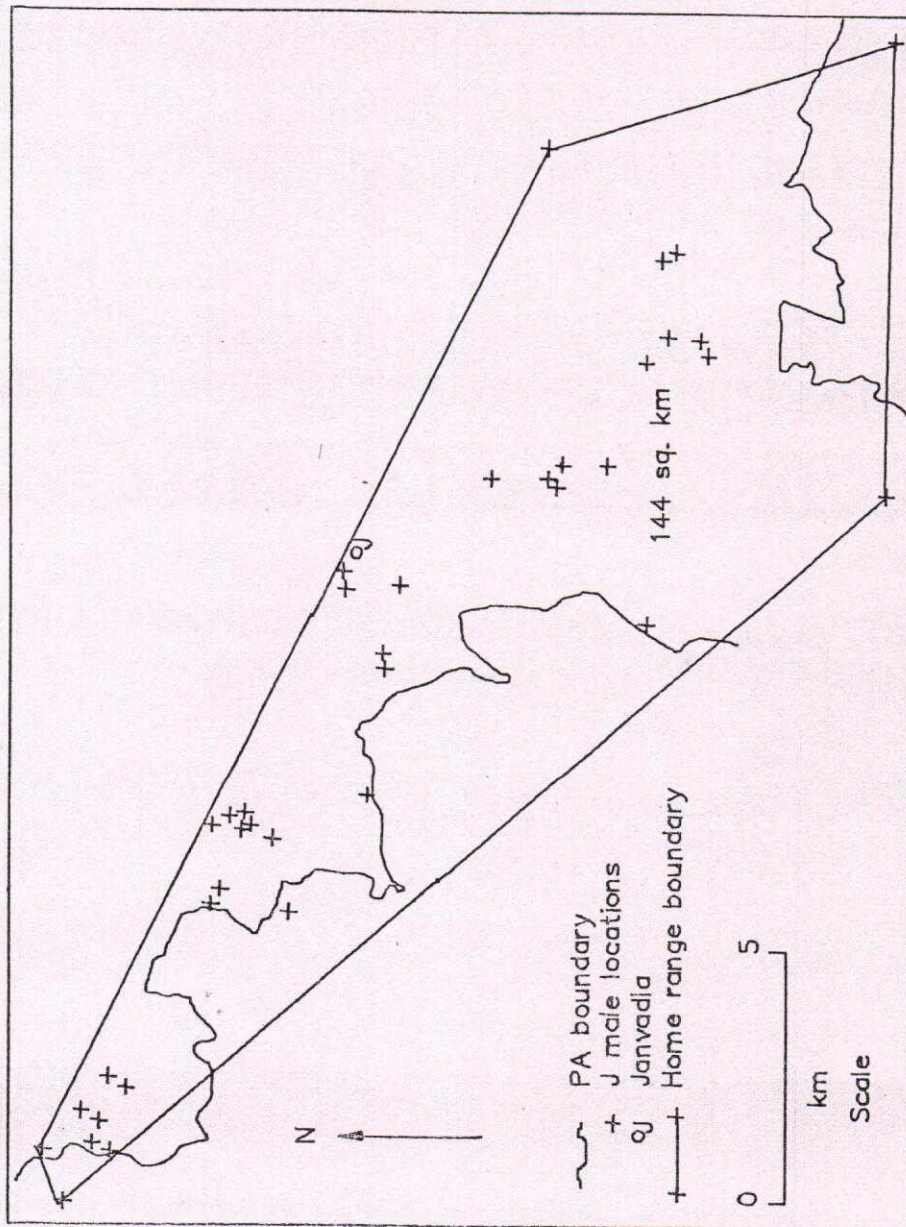 144 sq. km
N
PA boundary
J male locations
Janvadia
Home range boundary
0 5
km
Scale